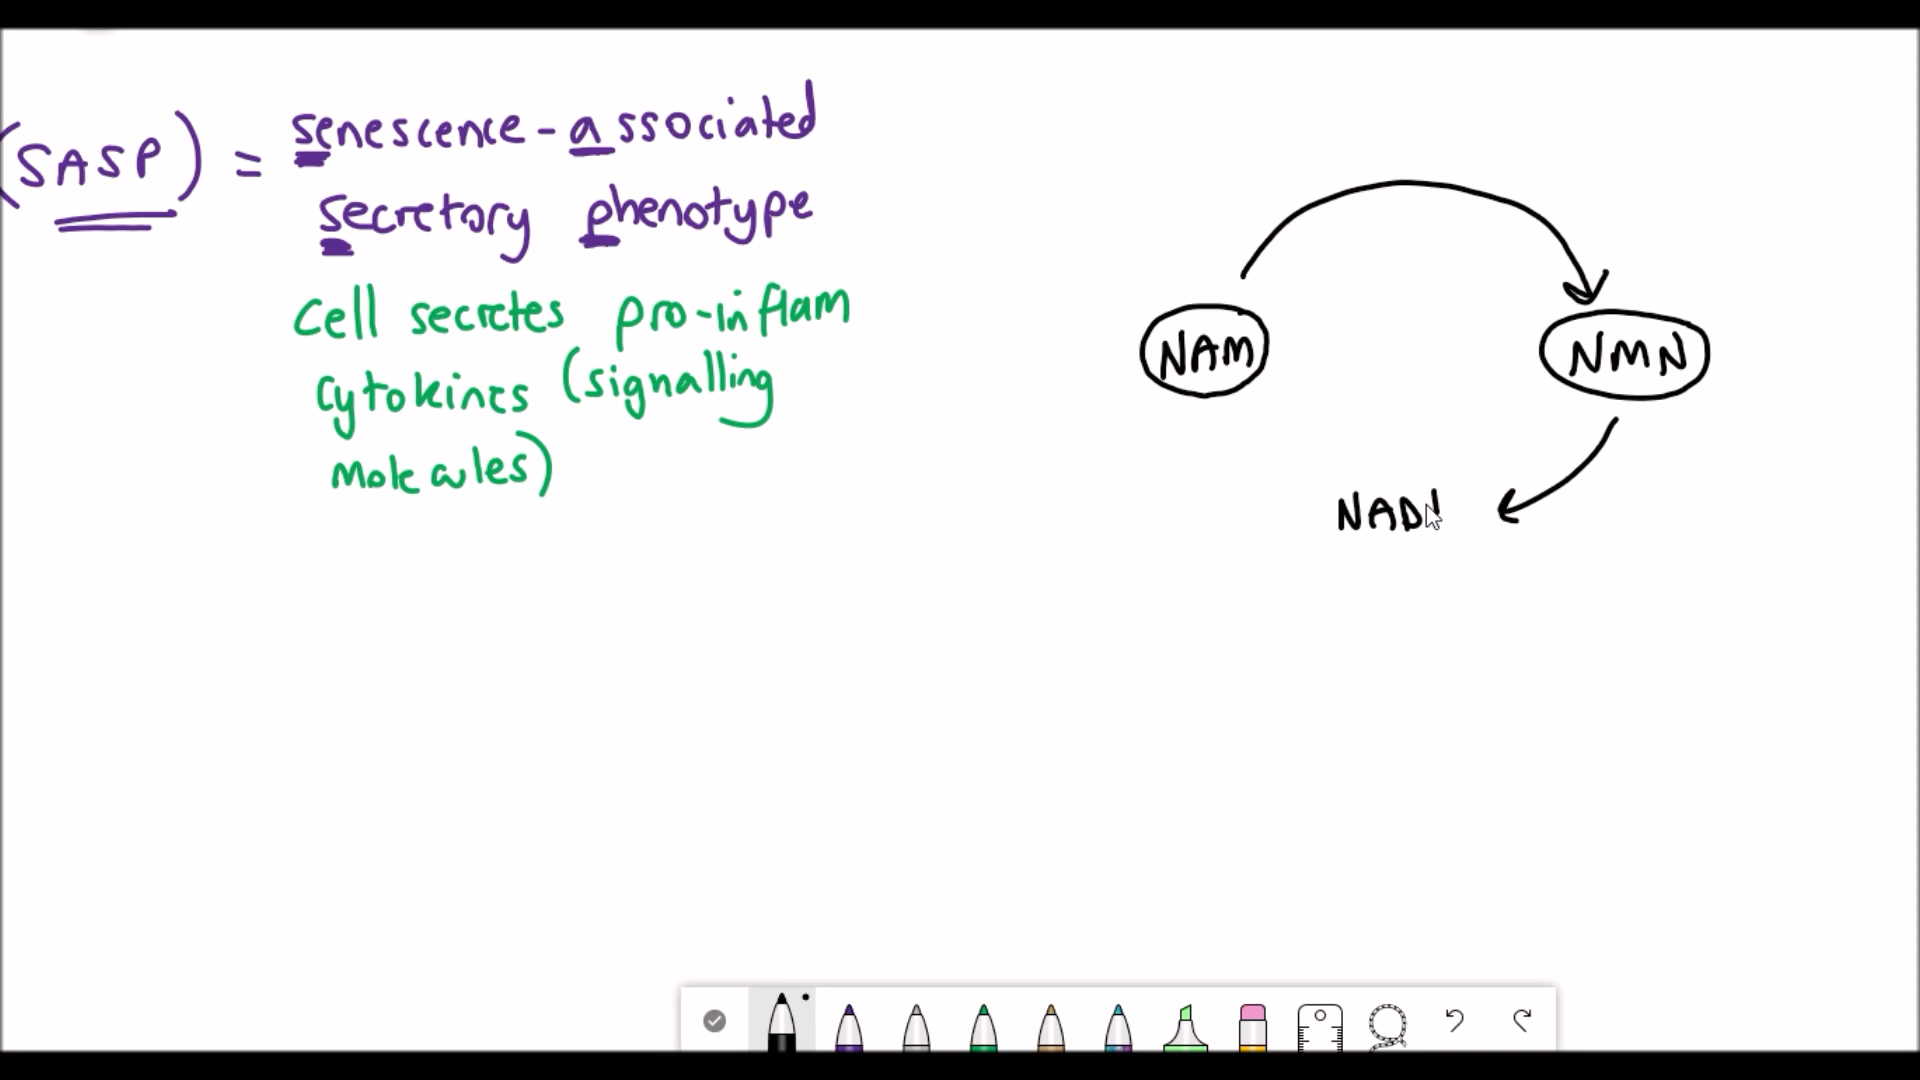 (SASP) = senescence-associated
secretory phenotype
Cell secretes pro-inflam
cytokines (signalling
molecules)
NAM
NMN
NAD